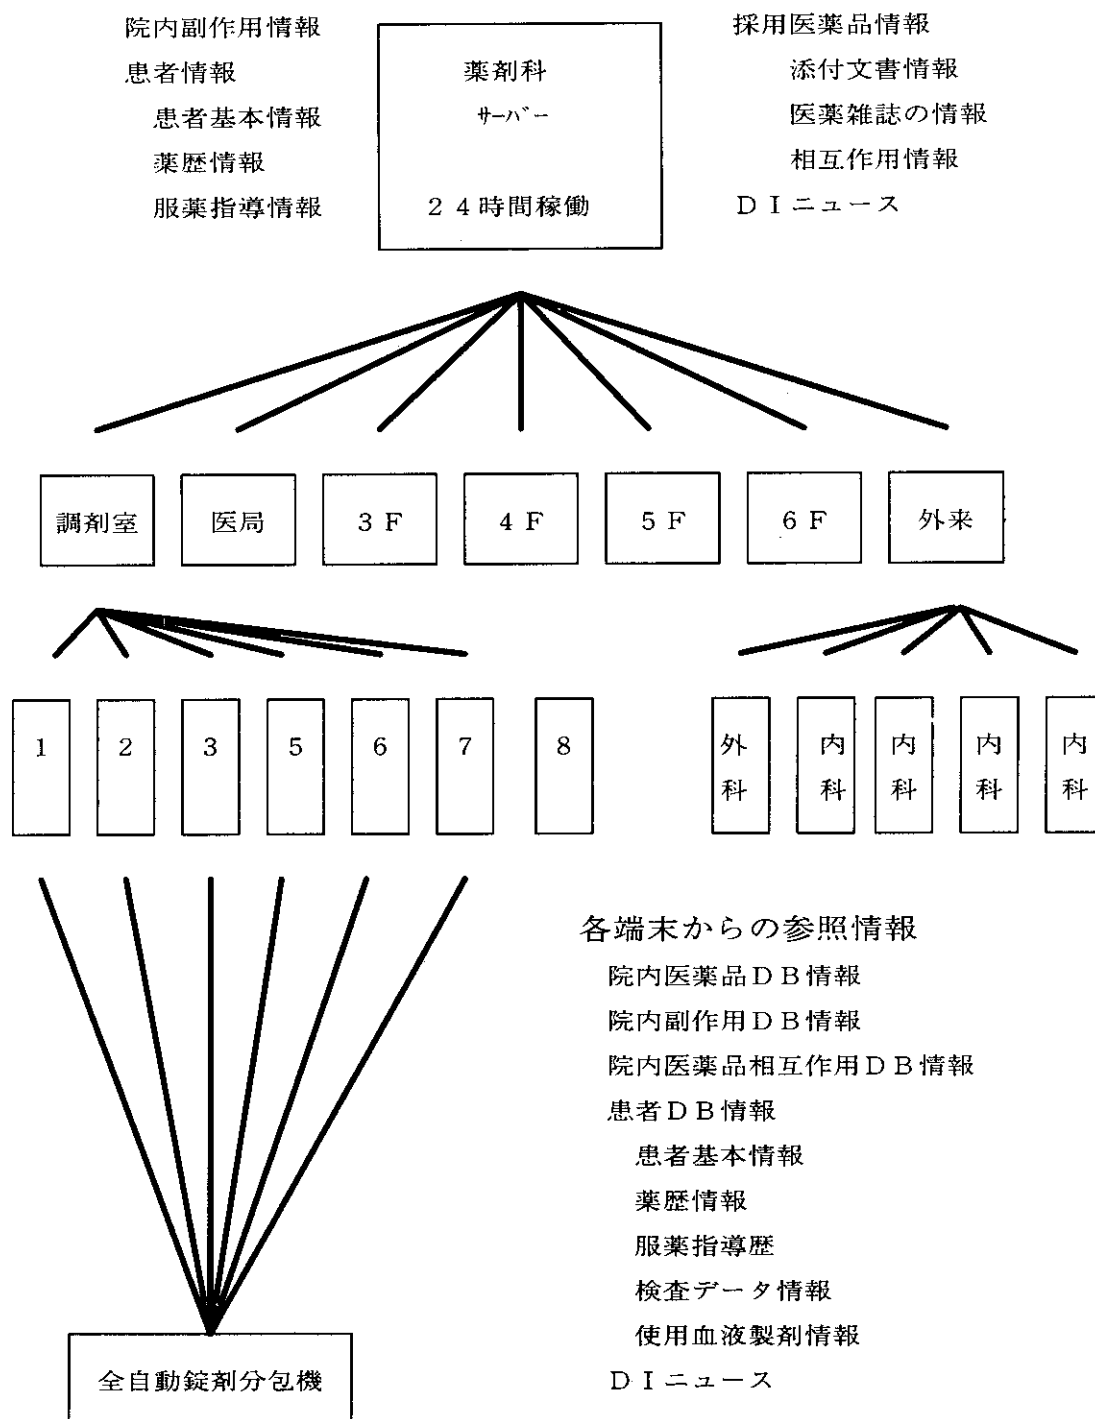 院内副作用情報
患者情報
患者基本情報
薬歴情報
服薬指導情報
薬剤科
サーバー
24時間稼働
採用医薬品情報
添付文書情報
医薬雑誌の情報
相互作用情報
DIニュース
調剤室
医局
3F
4F
5F
6F
外来
1
2
3
5
6
7
8
外科
内科
内科
内科
内科
各端末からの参照情報
院内医薬品DB情報
院内副作用DB情報
院内医薬品相互作用DB情報
患者DB情報
患者基本情報
薬歴情報
服薬指導歴
検査データ情報
使用血液製剤情報
DIニュース
全自動錠剤分包機